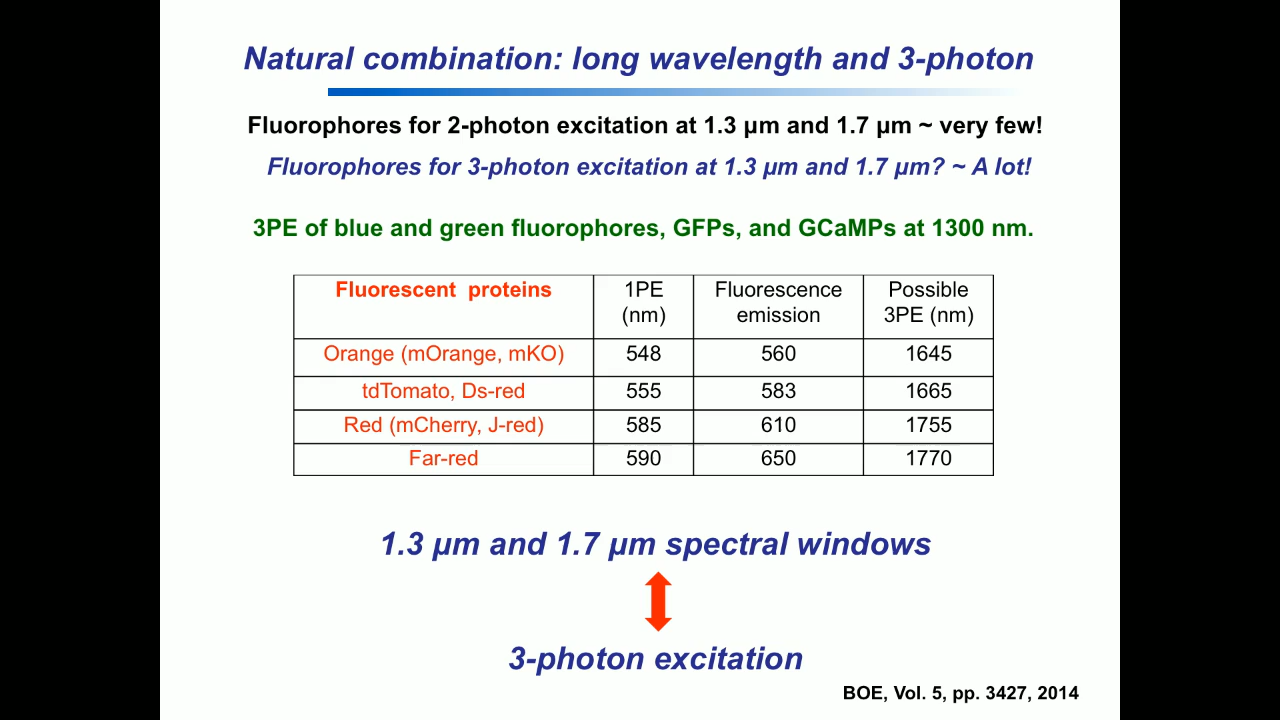 Natural combination: long wavelength and 3-photon
Fluorophores for 2-photon excitation at 1.3 µm and 1.7 µm ~ very few!
Fluorophores for 3-photon excitation at 1.3 µm and 1.7 µm? ~ A lot!
3PE of blue and green fluorophores, GFPs, and GCaMPs at 1300 nm.
Fluorescent proteins 1PE (nm) Fluorescence emission Possible 3PE (nm)
Orange (mOrange, mKO) 548 560 1645
tdTomato, Ds-red 555 583 1665
Red (mCherry, J-red) 585 610 1755
Far-red 590 650 1770
1.3 µm and 1.7 µm spectral windows
3-photon excitation
BOE, Vol. 5, pp. 3427, 2014